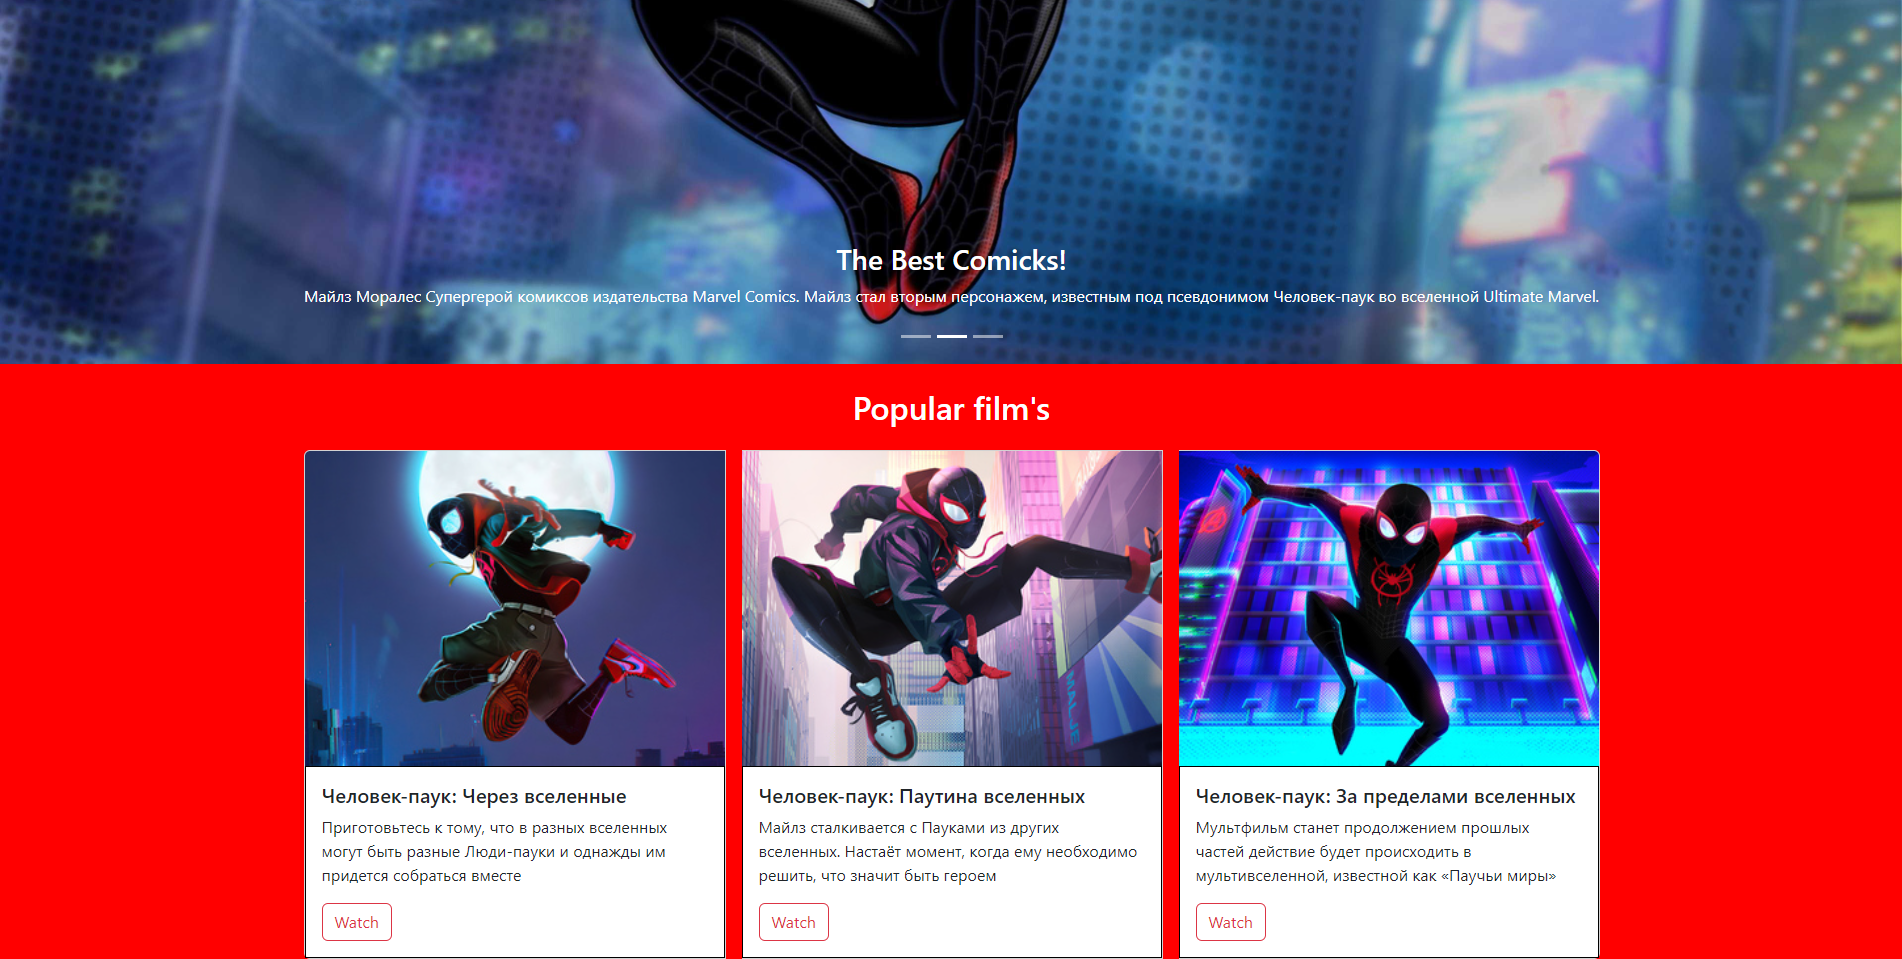 The Best Comicks!
Майлз Моралес Супергерой комиксов издательства Marvel Comics. Майлз стал вторым персонажем, известным под псевдонимом Человек-паук во вселенной Ultimate Marvel.
Popular film's
MALJE
Человек-паук: Через вселенные
Приготовьтесь к тому, что в разных вселенных
могут быть разные Люди-пауки и однажды им
придется собраться вместе
Watch
Человек-паук: Паутина вселенных
Майлз сталкивается с Пауками из других
вселенных. Настаёт момент, когда ему необходимо
решить, что значит быть героем
Watch
Человек-паук: За пределами вселенных
Мультфильм станет продолжением прошлых
частей действие будет происходить в
мультивселенной, известной как «Паучьи миры»
Watch